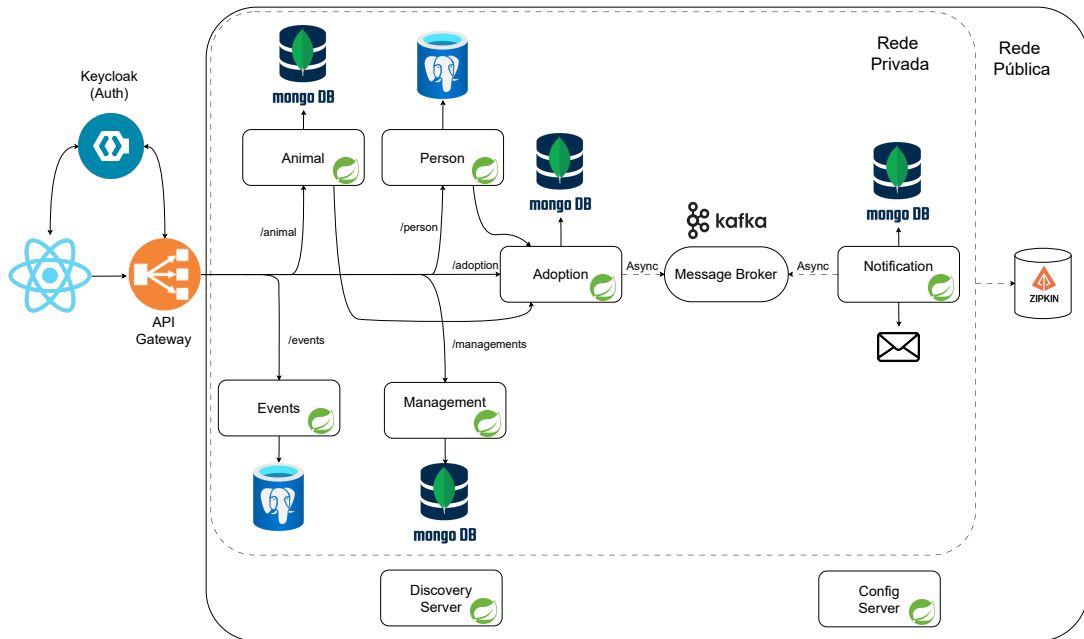 Keycloak
(Auth)
API
Gateway
mongo DB
Animal
/animal
Person
/person
mongo DB
/adoption
Adoption
Async
kafka
Message Broker
Async
mongo DB
Notification
Rede
Privada
Rede
Pública
ZIPKIN
/events
Events
/managements
Management
mongo DB
Discovery
Server
Config
Server